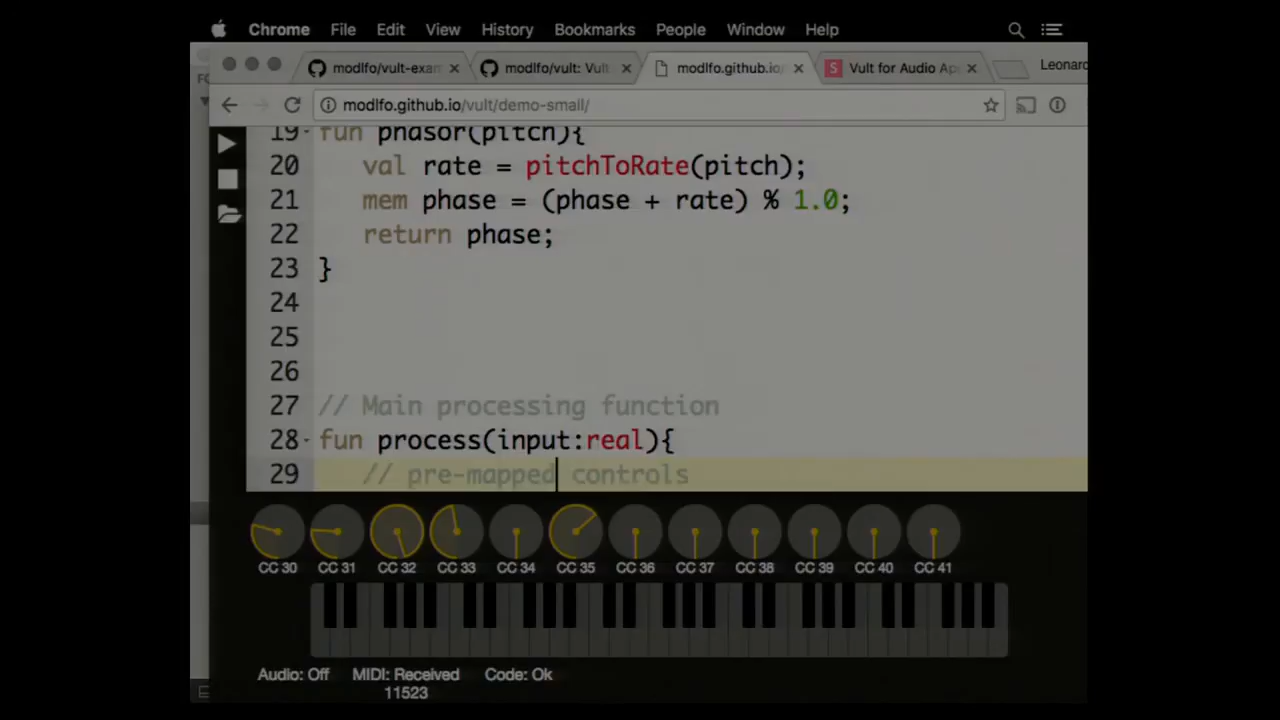 Chrome File Edit View History Bookmarks People Window Help
modlfo/vult-exam modlfo/vult: Vult modlfo.github.io/ Vult for Audio Ap Leonard
modlfo.github.io/vult/demo-small/
19 fun phasor(pitch){
20 val rate = pitchToRate(pitch);
21 mem phase = (phase + rate) % 1.0;
22 return phase;
23 }
24
25
26
27 // Main processing function
28 fun process(input:real){
29 // pre-mapped controls
CC 30 CC 31 CC 32 CC 33 CC 34 CC 35 CC 36 CC 37 CC 38 CC 39 CC 40 CC 41
Audio: Off MIDI: Received Code: Ok
11523